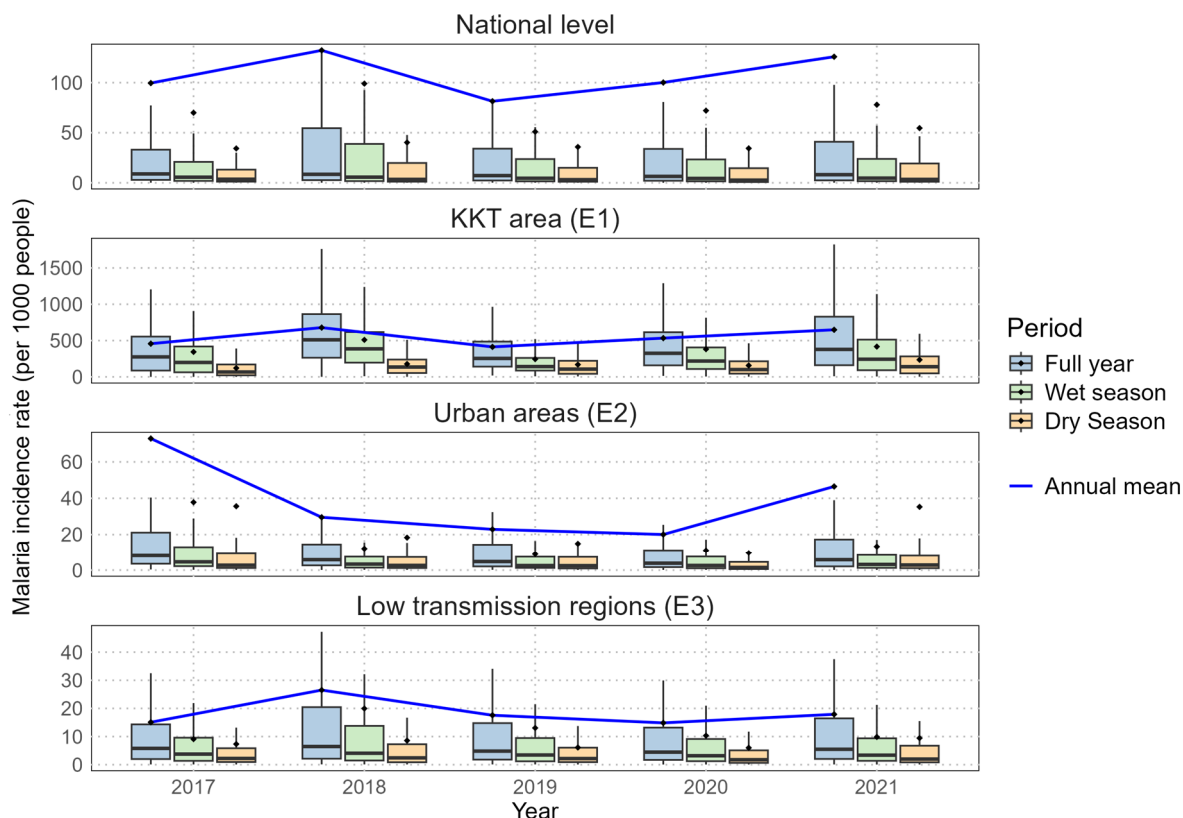 National level
100
50
0
KKT area (E1)
1500
1000
500
0
Urban areas (E2)
60
40
20
0
Low transmission regions (E3)
40
30
20
10
0
2017 2018 2019 2020 2021
Year
Malaria incidence rate (per 1000 people)
Period
Full year
Wet season
Dry Season
Annual mean